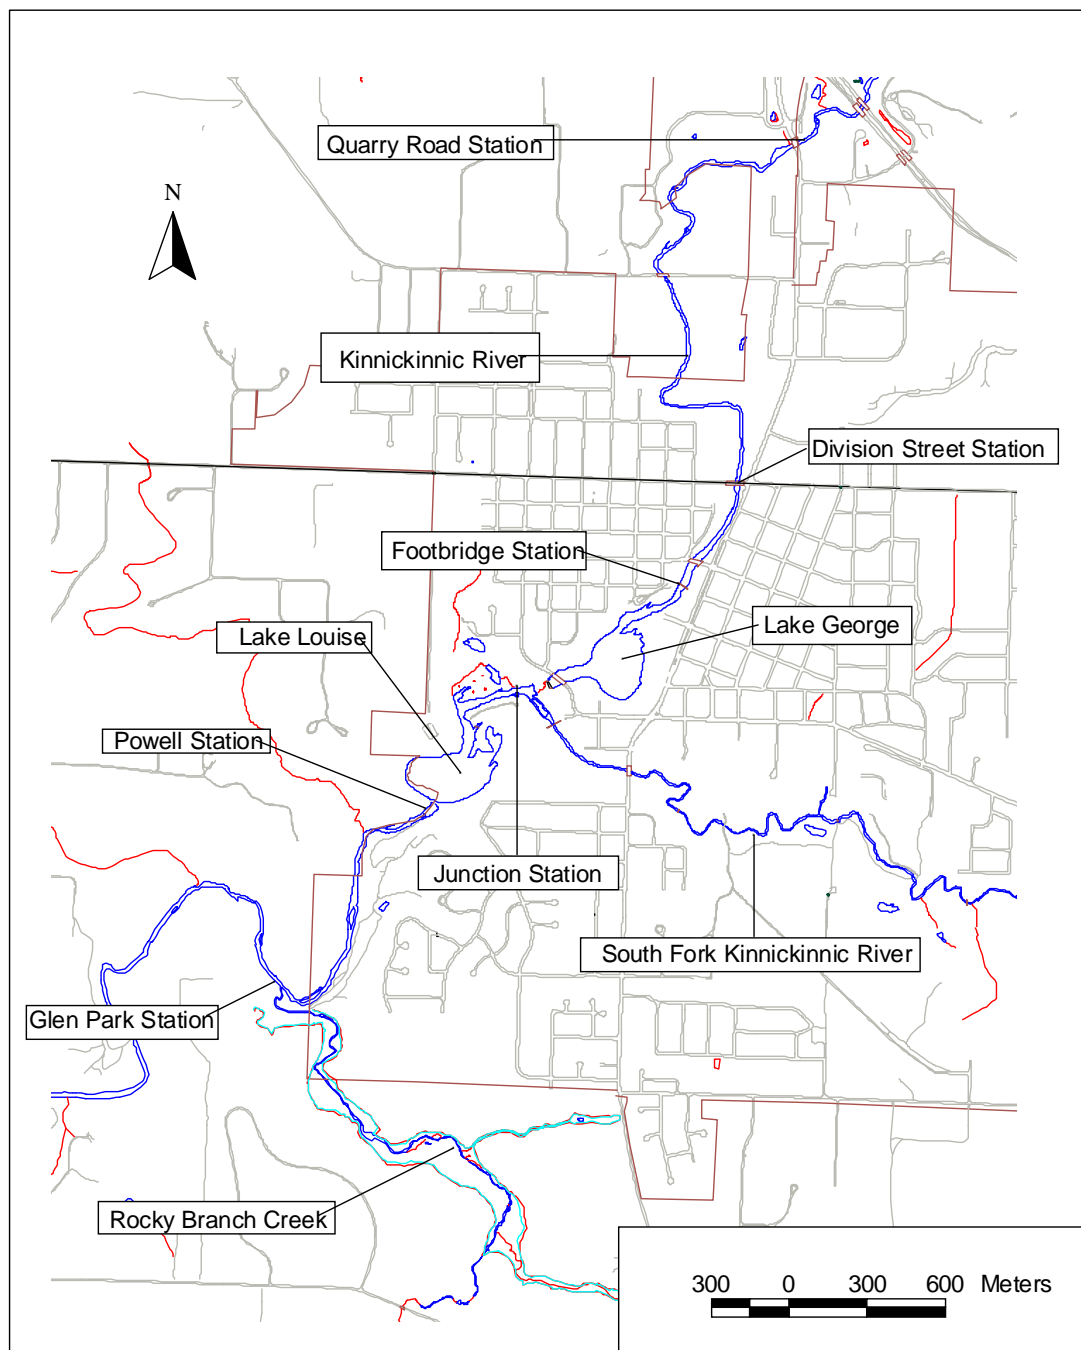 Quarry Road Station
N
Kinnickinnic River
Division Street Station
Footbridge Station
Lake George
Lake Louise
Powell Station
Junction Station
South Fork Kinnickinnic River
Glen Park Station
Rocky Branch Creek
300 0 300 600 Meters